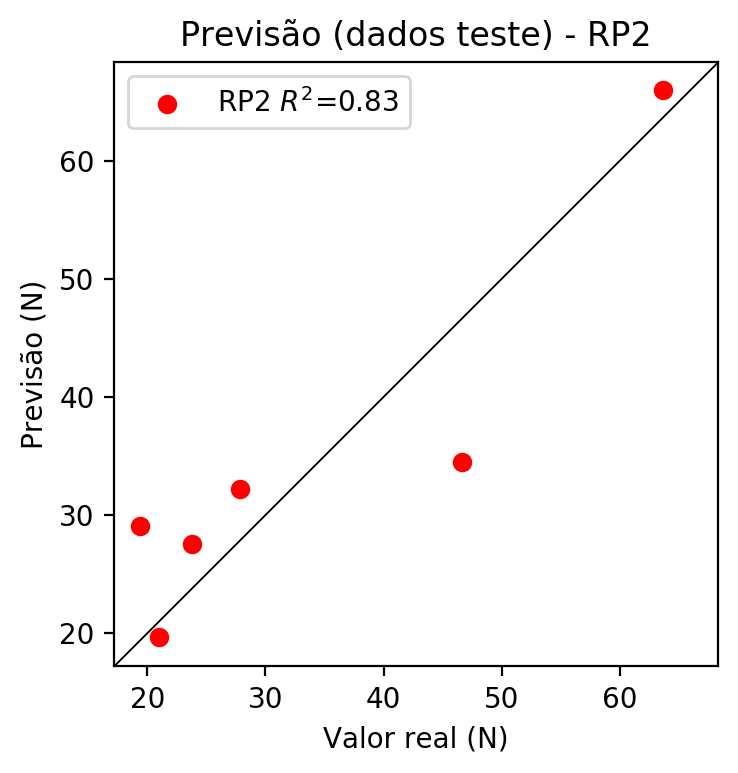 Previsão (dados teste) - RP2
RP2 R²=0.83
60
50
40
30
20
Previsão (N)
20 30 40 50 60
Valor real (N)